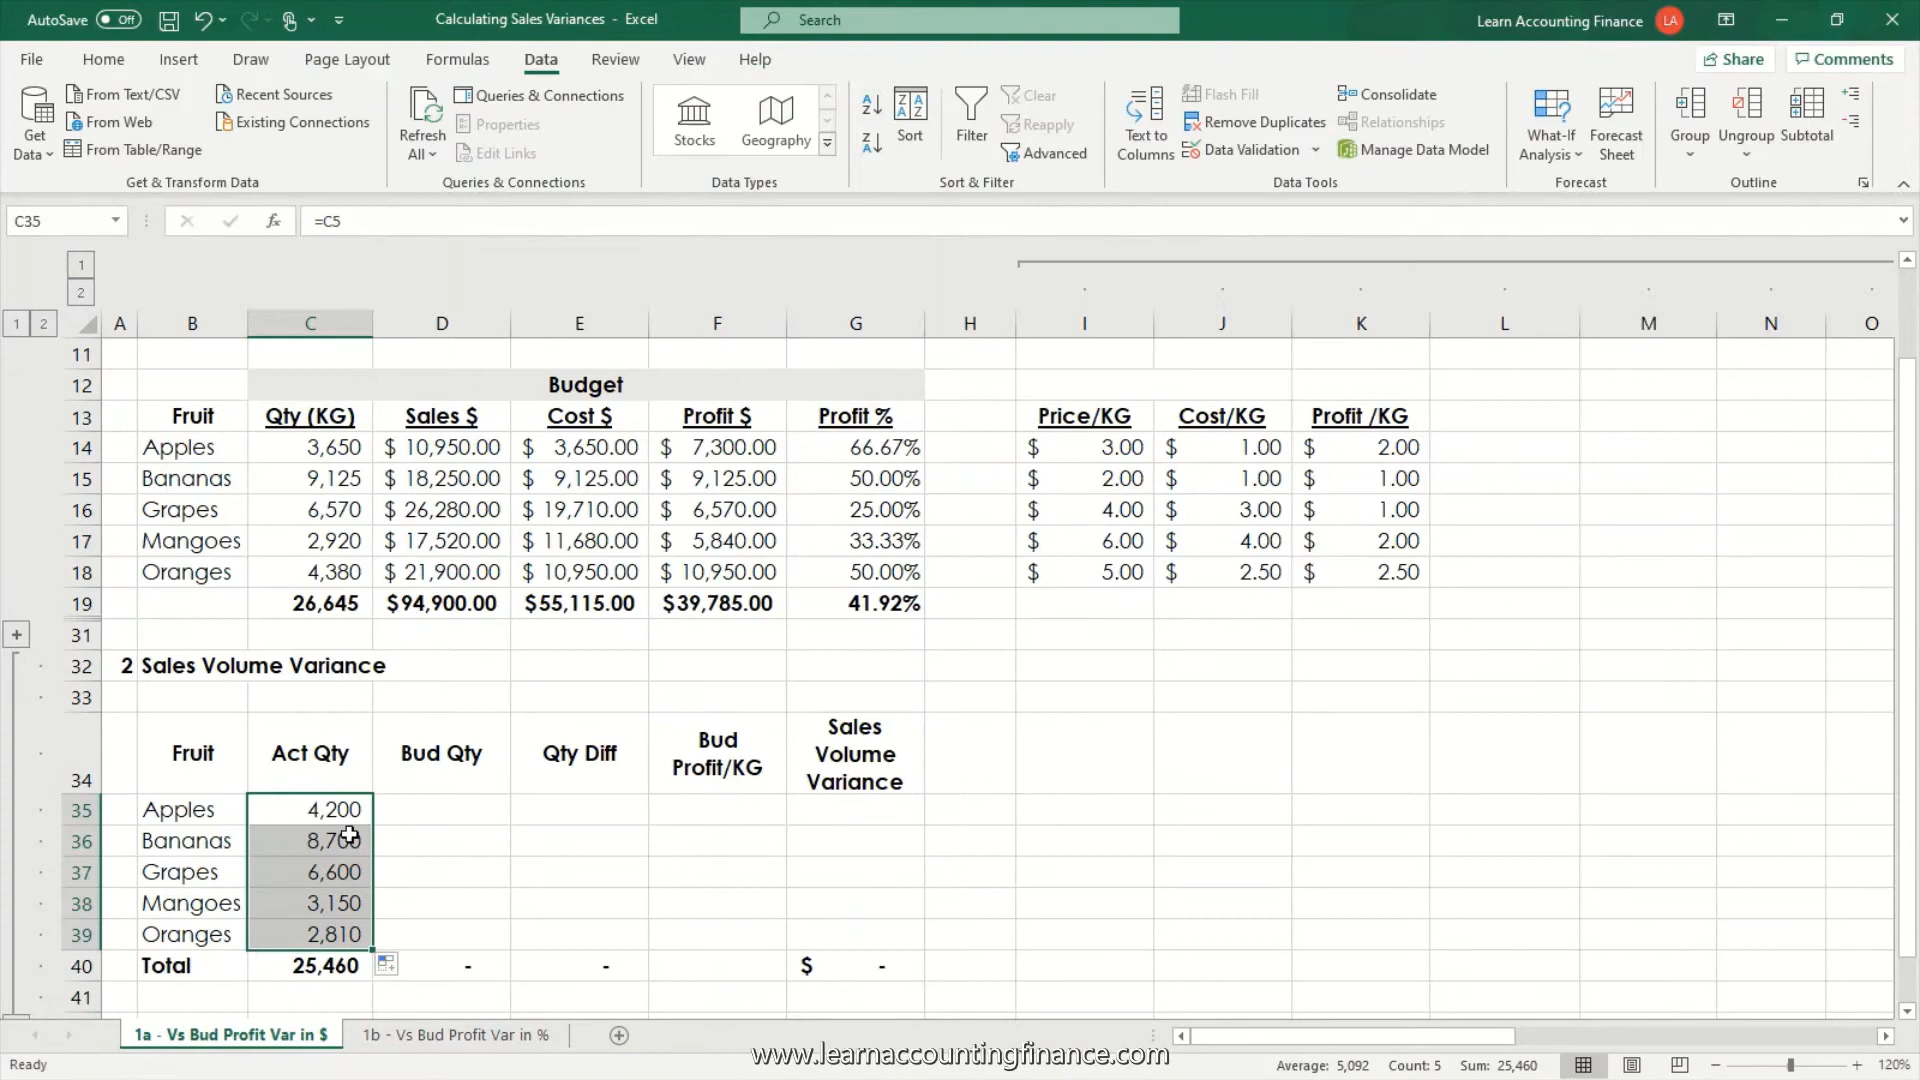 AutoSave Off Calculating Sales Variances - Excel Search Learn Accounting Finance LA
File Home Insert Draw Page Layout Formulas Data Review View Help Share Comments
Get Data
From Text/CSV
From Web
From Table/Range
Recent Sources
Existing Connections
Get & Transform Data
Refresh All
Queries & Connections
Properties
Edit Links
Queries & Connections
Stocks Geography
Data Types
Sort
Filter
Clear
Reapply
Advanced
Sort & Filter
Text to Columns
Flash Fill
Remove Duplicates
Data Validation
Consolidate
Relationships
Manage Data Model
Data Tools
What-If Analysis
Forecast Sheet
Forecast
Group
Ungroup
Subtotal
Outline
C35 fx =C5
1
2
1 2 A B C D E F G H I J K L M N O
11
12 Budget
13 Fruit Qty (KG) Sales $ Cost $ Profit $ Profit % Price/KG Cost/KG Profit /KG
14 Apples 3,650 $ 10,950.00 $ 3,650.00 $ 7,300.00 66.67% $ 3.00 $ 1.00 $ 2.00
15 Bananas 9,125 $ 18,250.00 $ 9,125.00 $ 9,125.00 50.00% $ 2.00 $ 1.00 $ 1.00
16 Grapes 6,570 $ 26,280.00 $ 19,710.00 $ 6,570.00 25.00% $ 4.00 $ 3.00 $ 1.00
17 Mangoes 2,920 $ 17,520.00 $ 11,680.00 $ 5,840.00 33.33% $ 6.00 $ 4.00 $ 2.00
18 Oranges 4,380 $ 21,900.00 $ 10,950.00 $ 10,950.00 50.00% $ 5.00 $ 2.50 $ 2.50
19 26,645 $94,900.00 $55,115.00 $39,785.00 41.92%
31
32 2 Sales Volume Variance
33
34 Fruit Act Qty Bud Qty Qty Diff Bud Profit/KG Sales Volume Variance
35 Apples 4,200
36 Bananas 8,700
37 Grapes 6,600
38 Mangoes 3,150
39 Oranges 2,810
40 Total 25,460 - - $ -
41
1a - Vs Bud Profit Var in $ 1b - Vs Bud Profit Var in %
www.learnaccountingfinance.com
Ready Average: 5,092 Count: 5 Sum: 25,460 120%